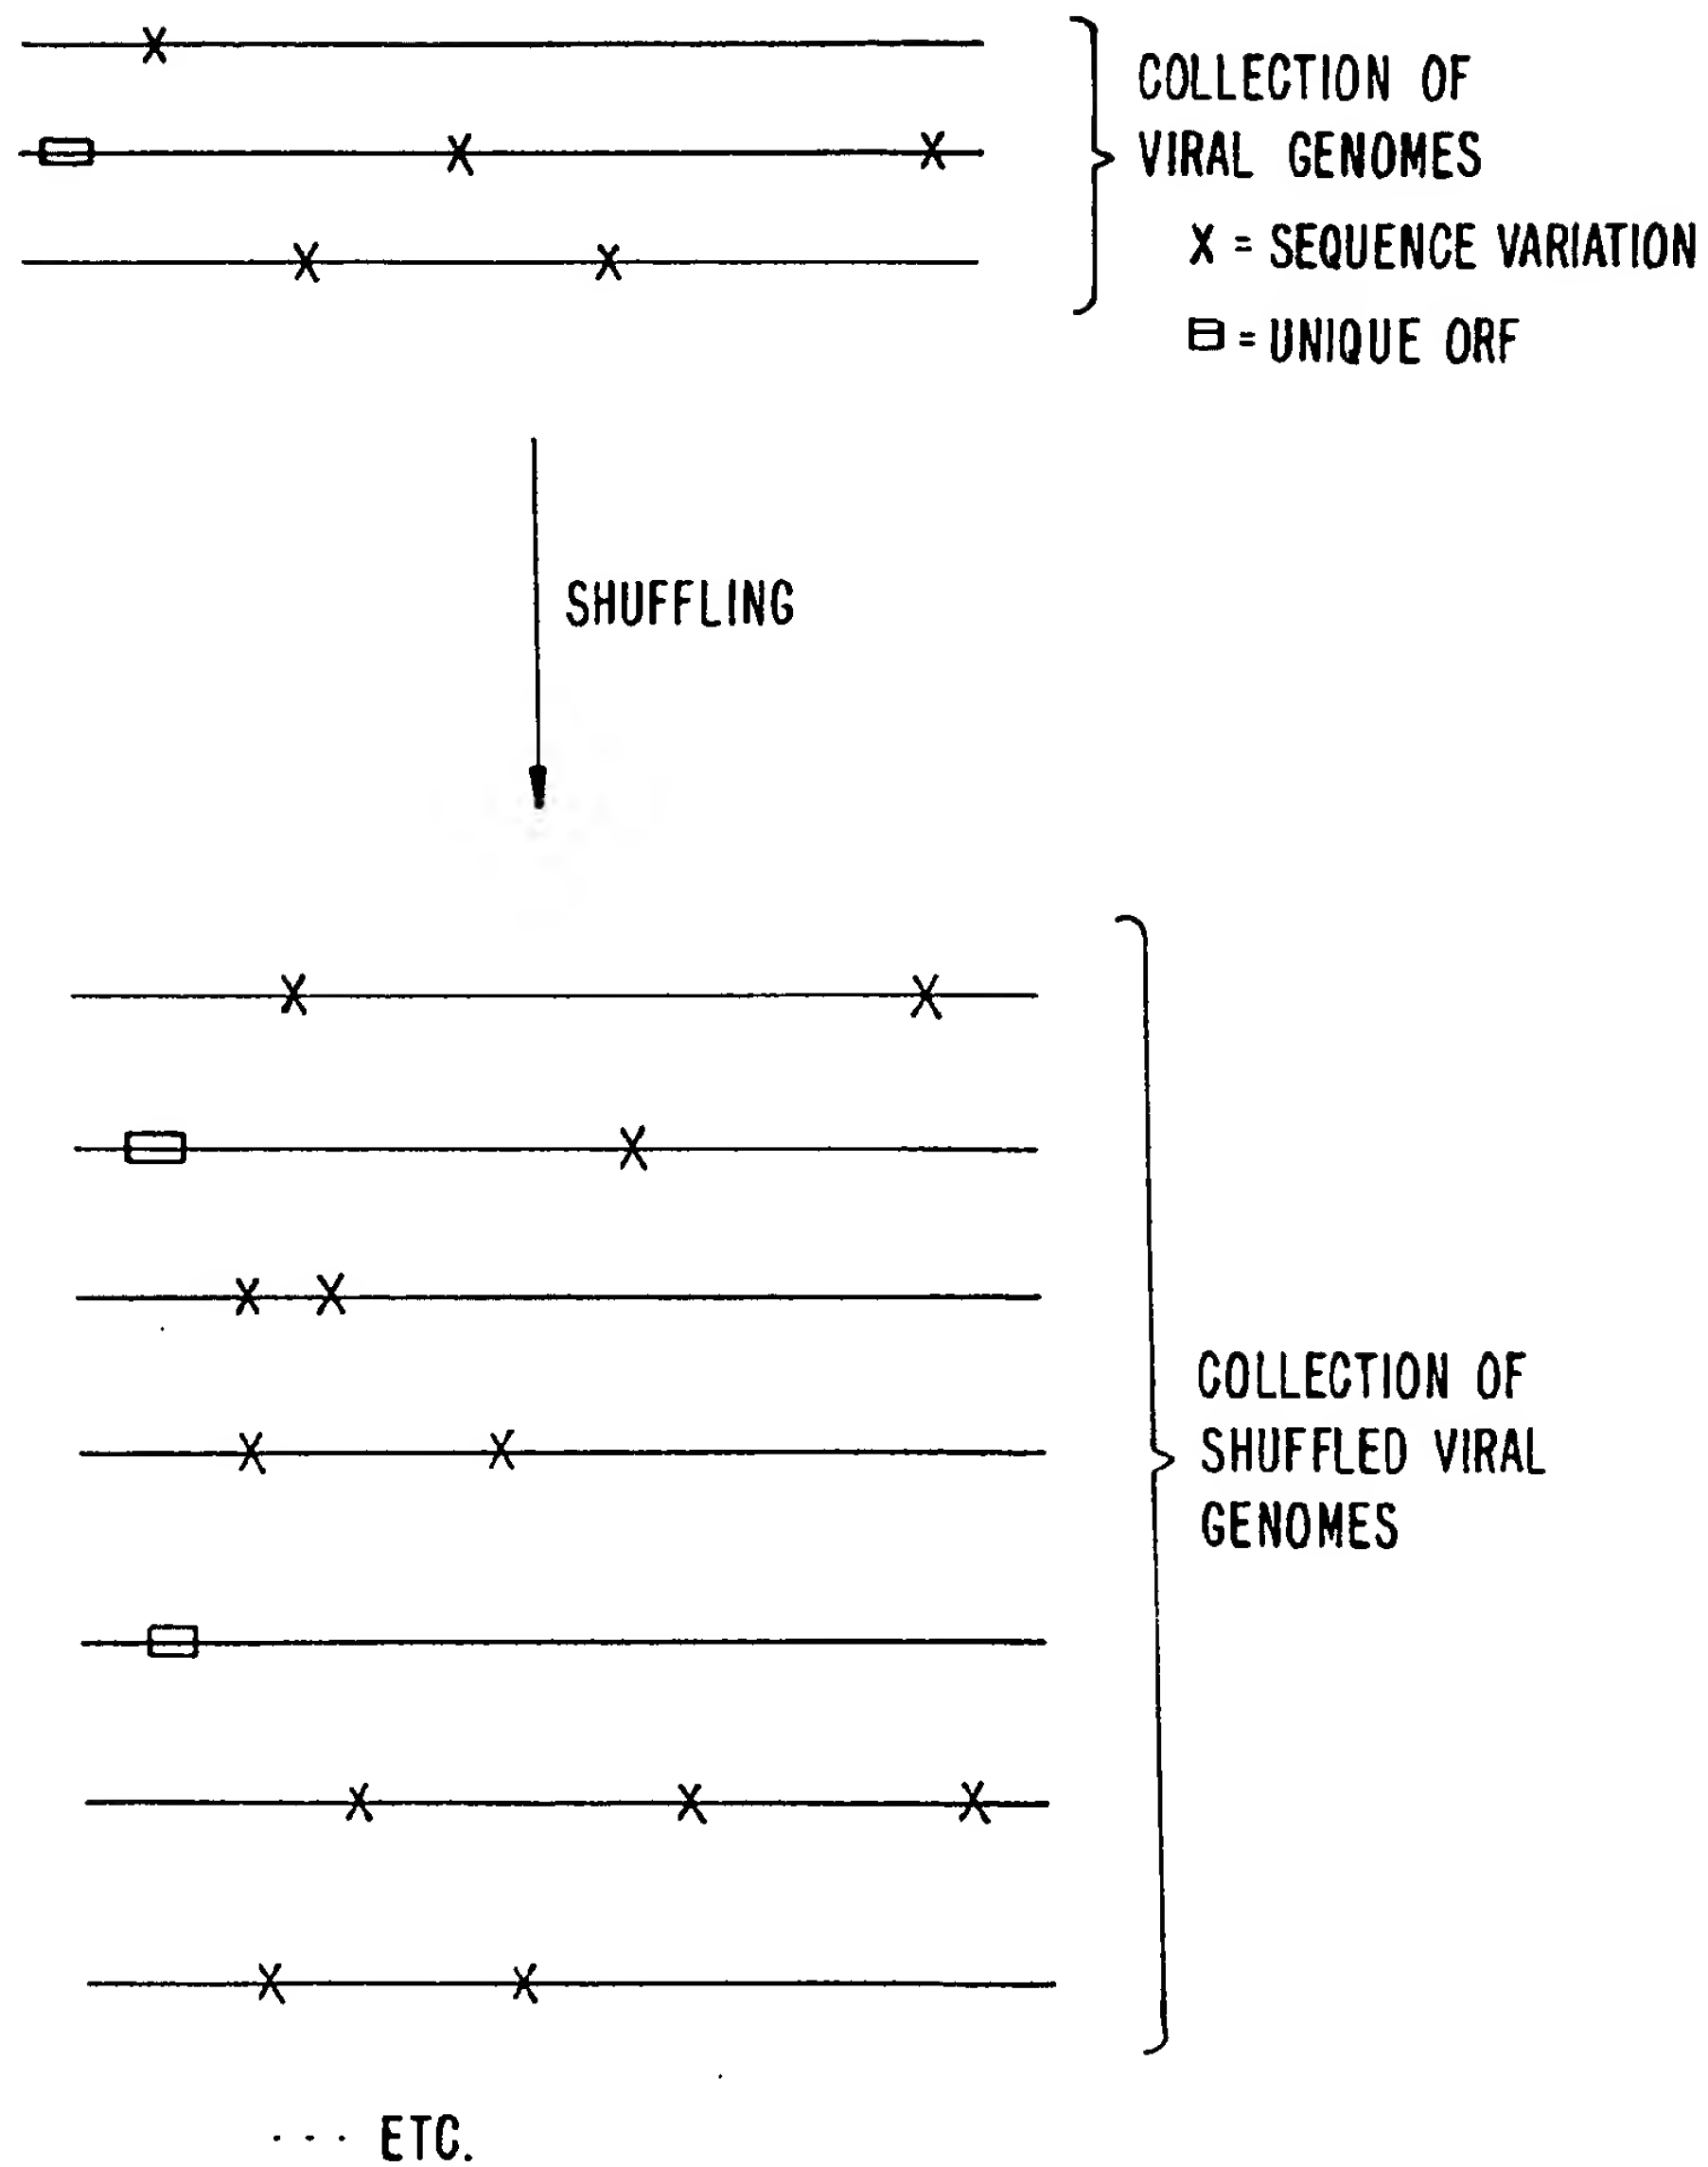 COLLECTION OF
VIRAL GENOMES
X = SEQUENCE VARIATION
= UNIQUE ORF
SHUFFLING
COLLECTION OF
SHUFFLED VIRAL
GENOMES
··· ETC.